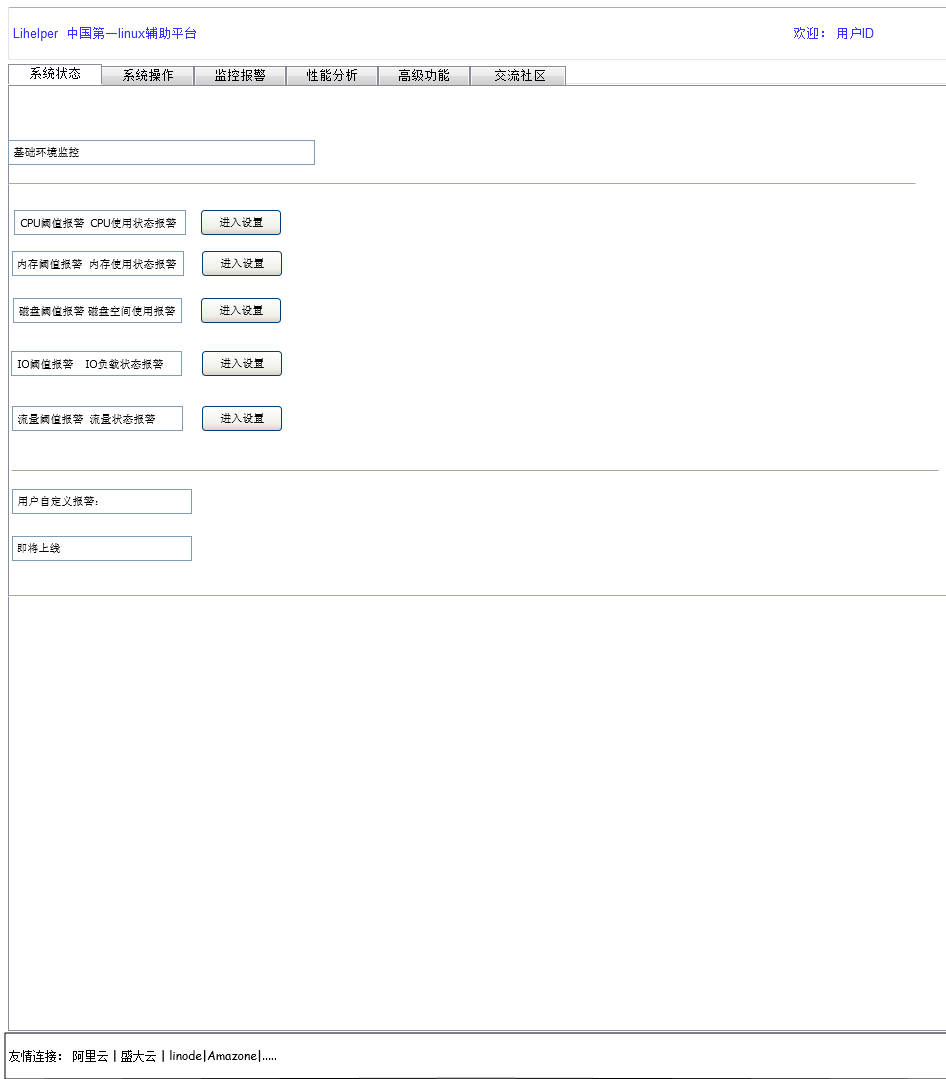 Lihelper 中国第一linux辅助平台 欢迎： 用户ID
系统状态 系统操作 监控报警 性能分析 高级功能 交流社区
基础环境监控
CPU阈值报警 CPU使用状态报警 进入设置
内存阈值报警 内存使用状态报警 进入设置
磁盘阈值报警 磁盘空间使用报警 进入设置
IO阈值报警 IO负载状态报警 进入设置
流量阈值报警 流量状态报警 进入设置
用户自定义报警：
即将上线
友情连接： 阿里云 | 盛大云 | linode|Amazone|.....